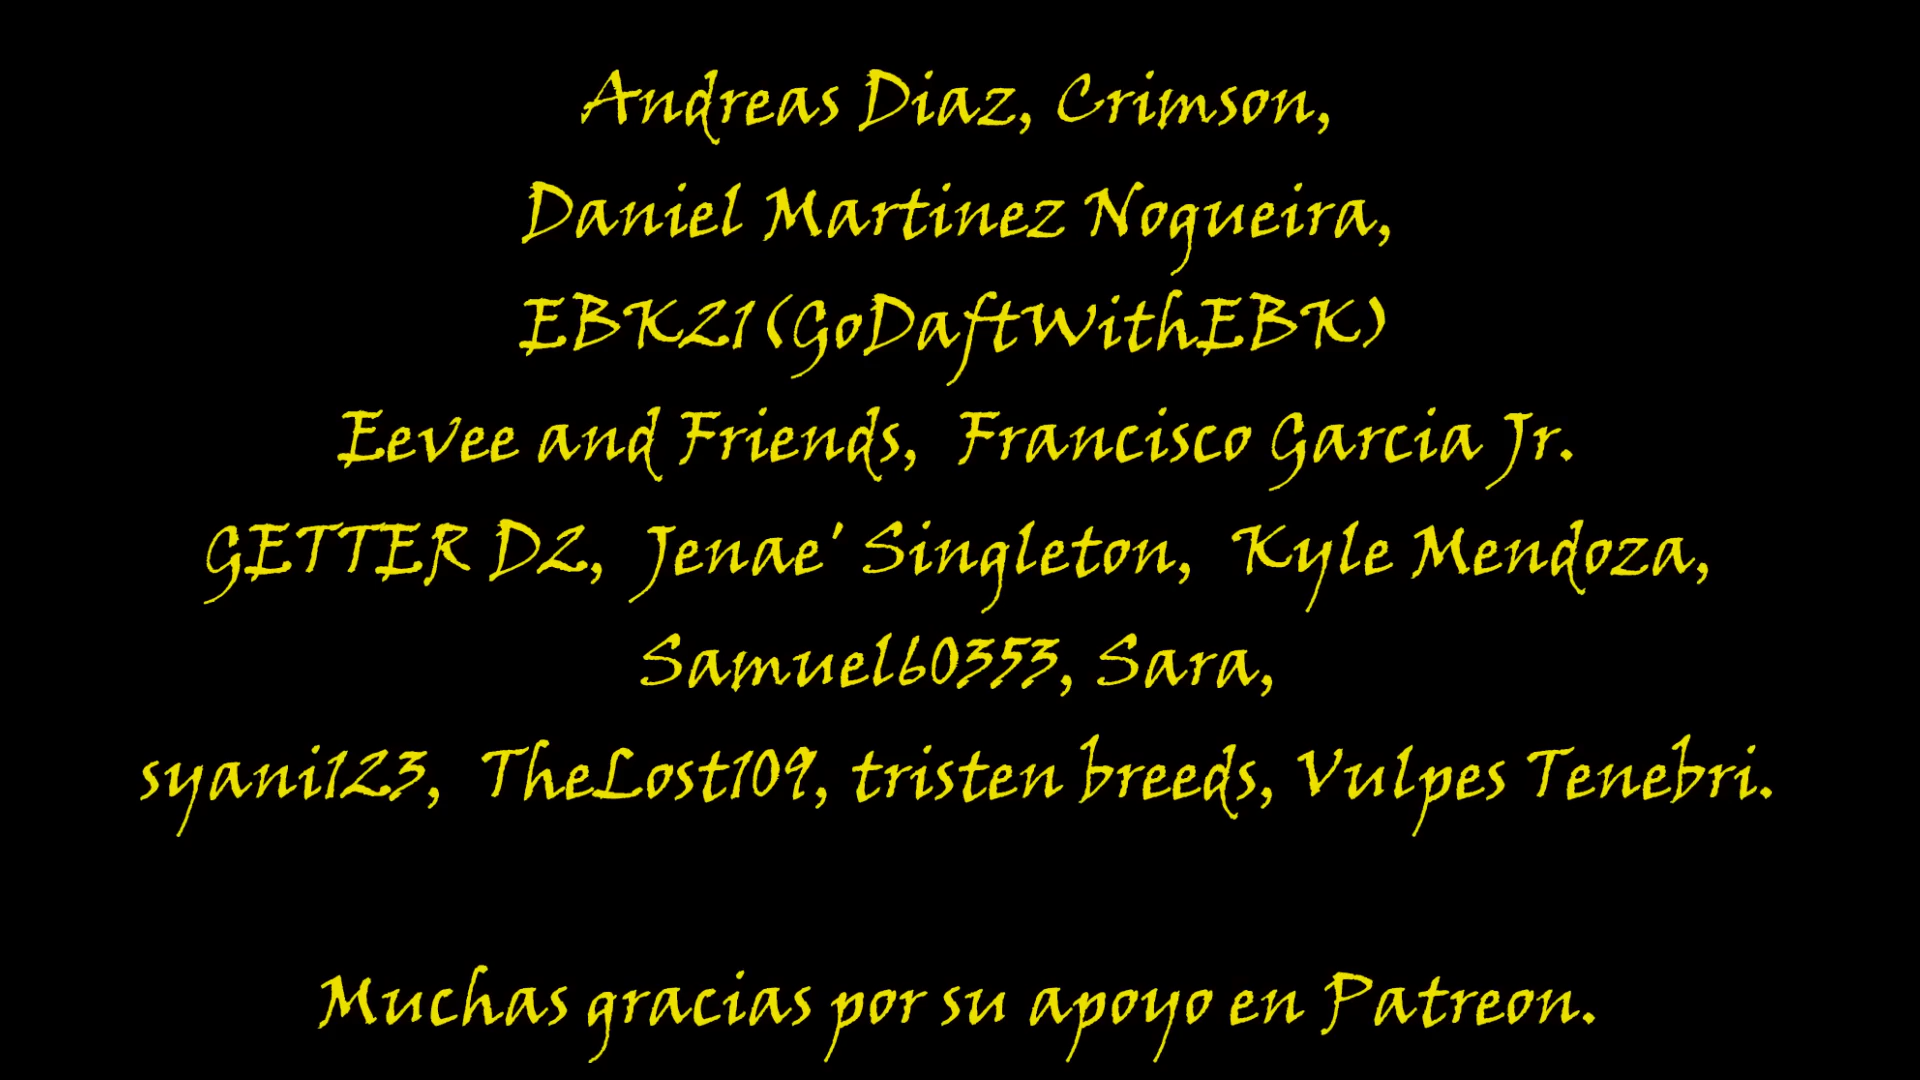 Andreas Diaz, Crimson,
Daniel Martinez Nogueira,
EBK21(GoDaftWithEBK)
Eevee and Friends, Francisco Garcia Jr.
GETTER D2, Jenae' Singleton, Kyle Mendoza,
Samuel60353, Sara,
syani123, TheLost109, tristen breeds, Vulpes Tenebri.
Muchas gracias por su apoyo en Patreon.